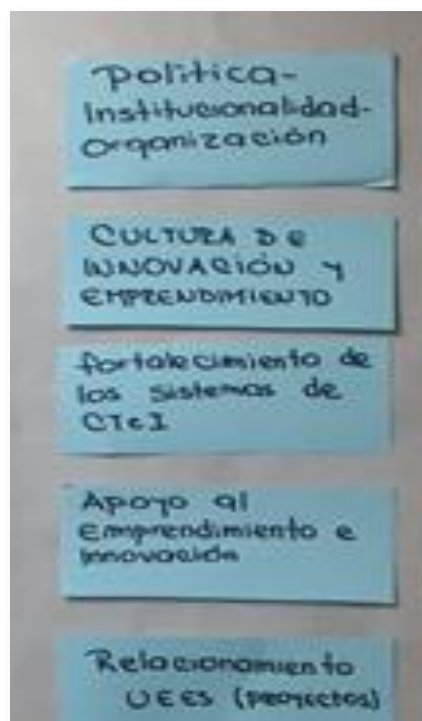 Política-
Institucionalidad-
Organización
CULTURA DE
INNOVACIÓN Y
EMPRENDIMIENTO
fortalecimiento de
los sistemas de
CTeI
Apoyo al
Emprendimiento e
innovación
Relacionamiento
UEES (proyectos)